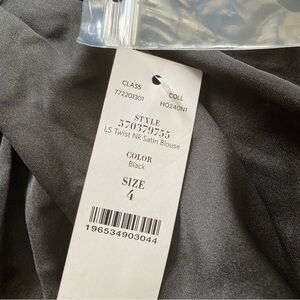 CLASS COLL
772201301 HO240N1
STYLE
570379755
LS Twist Nk Satin Blouse
COLOR
Black
SIZE
4
196534903044